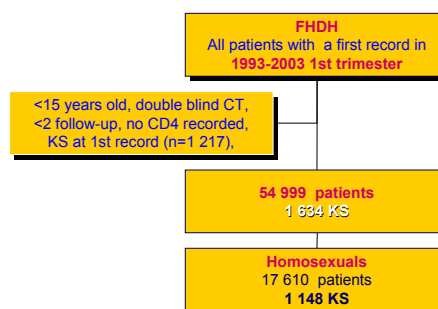 FHDH
All patients with a first record in
1993-2003 1st trimester
<15 years old, double blind CT,
<2 follow-up, no CD4 recorded,
KS at 1st record (n=1 217),
54 999 patients
1 634 KS
Homosexuals
17 610 patients
1 148 KS